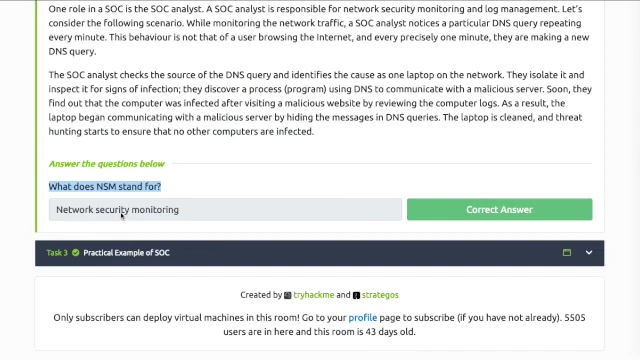 One role in a SOC is the SOC analyst. A SOC analyst is responsible for network security monitoring and log management. Let's
consider the following scenario. While monitoring the network traffic, a SOC analyst notices a particular DNS query repeating
every minute. This behaviour is not that of a user browsing the Internet, and every precisely one minute, they are making a new
DNS query.
The SOC analyst checks the source of the DNS query and identifies the cause as one laptop on the network. They isolate it and
inspect it for signs of infection; they discover a process (program) using DNS to communicate with a malicious server. Soon, they
find out that the computer was infected after visiting a malicious website by reviewing the computer logs. As a result, the
laptop began communicating with a malicious server by hiding the messages in DNS queries. The laptop is cleaned, and threat
hunting starts to ensure that no other computers are infected.
Answer the questions below
What does NSM stand for?
Network security monitoring
Correct Answer
Task 3 Practical Example of SOC
Created by tryhackme and strategos
Only subscribers can deploy virtual machines in this room! Go to your profile page to subscribe (if you have not already). 5505
users are in here and this room is 43 days old.